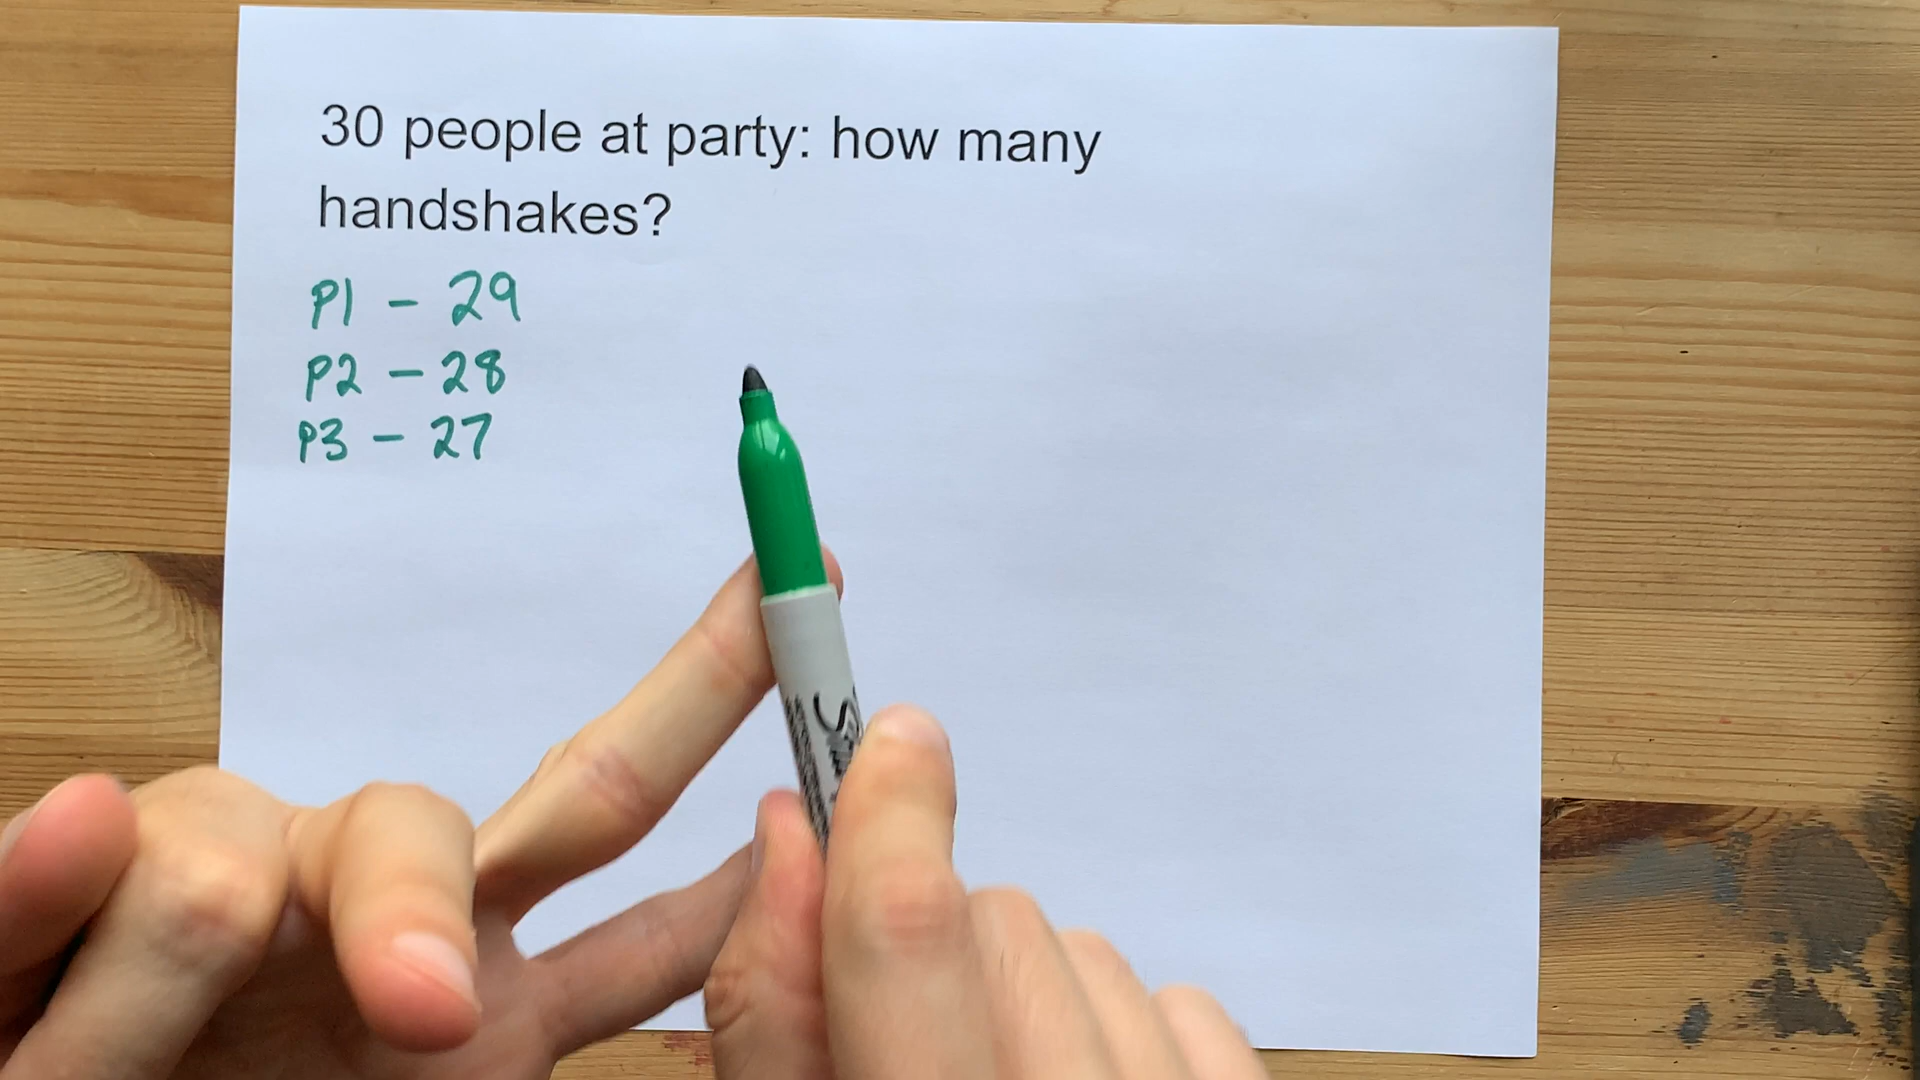 30 people at party: how many
handshakes?
P1 - 29
P2 - 28
P3 - 27